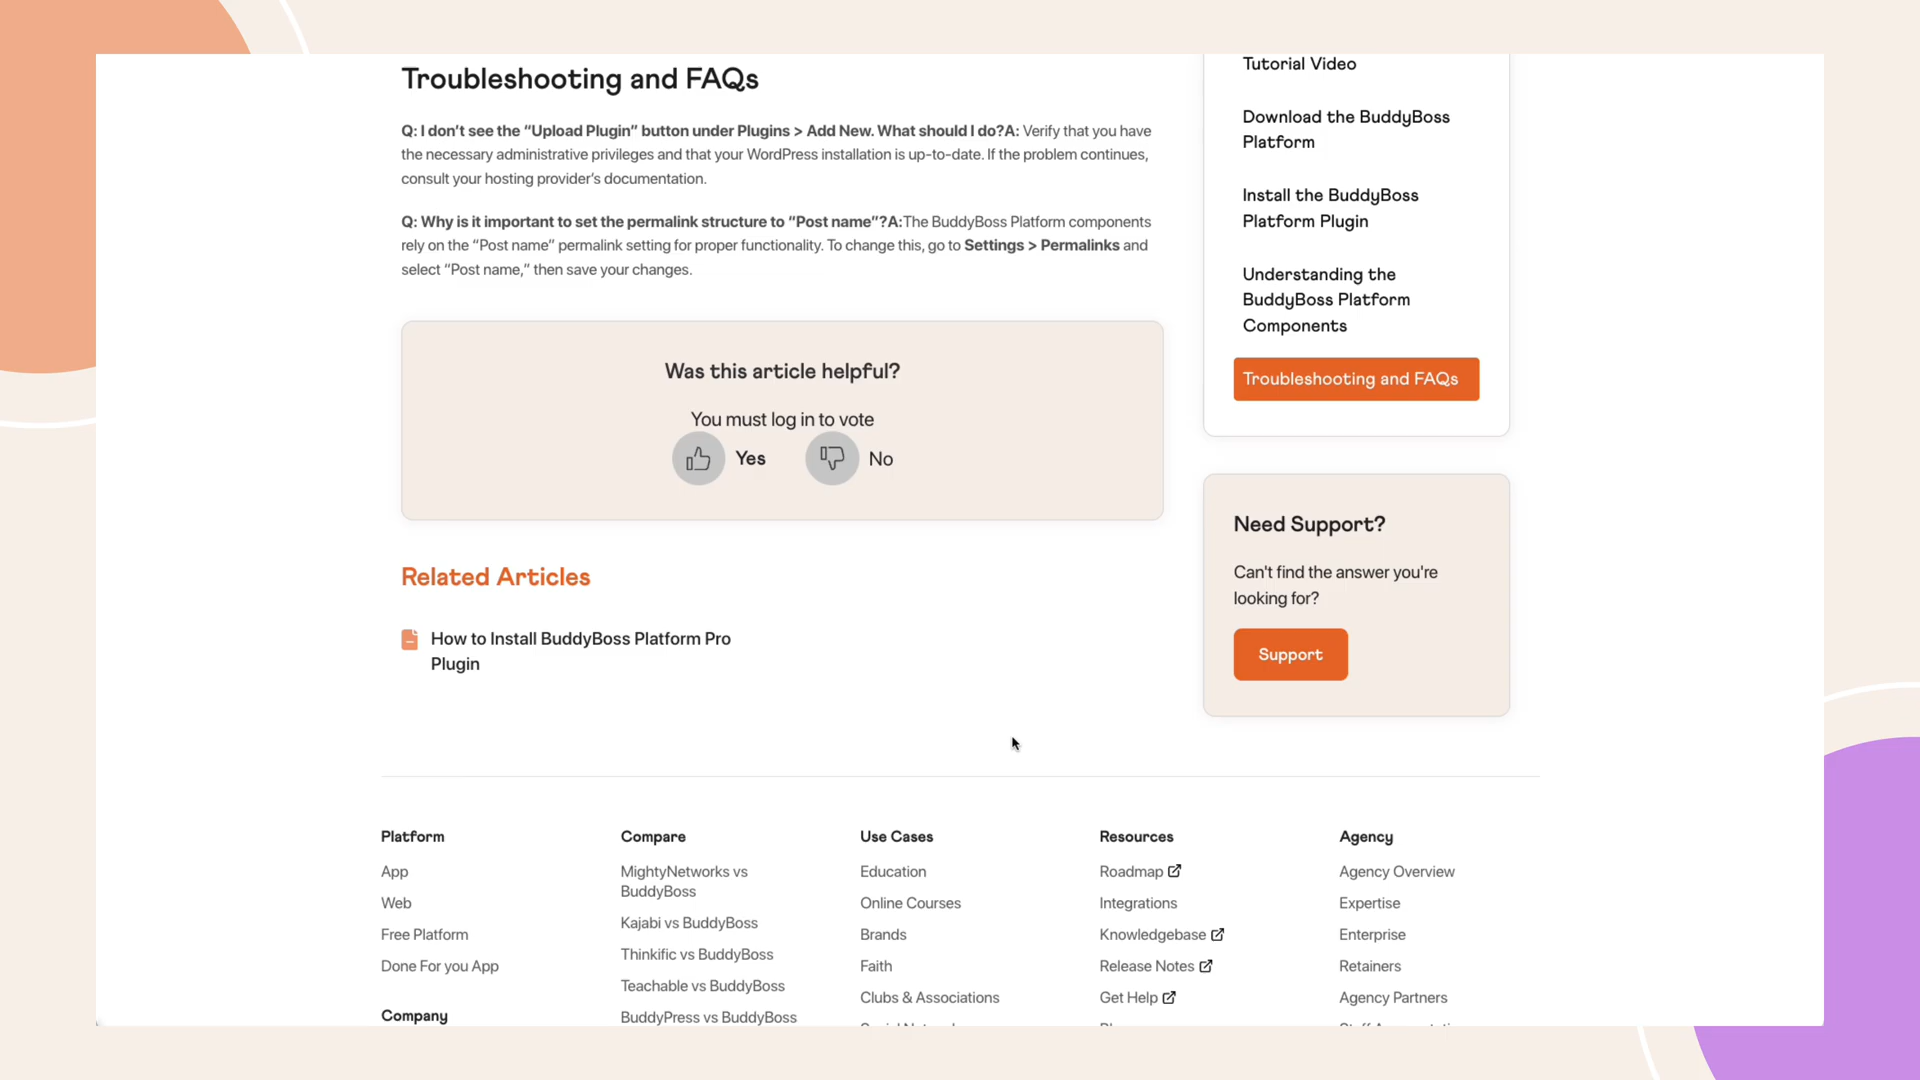 Troubleshooting and FAQs
Q: I don’t see the “Upload Plugin” button under Plugins > Add New. What should I do?A: Verify that you have
the necessary administrative privileges and that your WordPress installation is up-to-date. If the problem continues,
consult your hosting provider’s documentation.
Q: Why is it important to set the permalink structure to “Post name”?A:The BuddyBoss Platform components
rely on the “Post name” permalink setting for proper functionality. To change this, go to Settings > Permalinks and
select “Post name,” then save your changes.
Was this article helpful?
You must log in to vote
Yes
No
Related Articles
How to Install BuddyBoss Platform Pro
Plugin
Tutorial Video
Download the BuddyBoss
Platform
Install the BuddyBoss
Platform Plugin
Understanding the
BuddyBoss Platform
Components
Troubleshooting and FAQs
Need Support?
Can't find the answer you're
looking for?
Support
Platform
App
Web
Free Platform
Done For you App
Company
Compare
MightyNetworks vs
BuddyBoss
Kajabi vs BuddyBoss
Thinkific vs BuddyBoss
Teachable vs BuddyBoss
BuddyPress vs BuddyBoss
Use Cases
Education
Online Courses
Brands
Faith
Clubs & Associations
Resources
Roadmap
Integrations
Knowledgebase
Release Notes
Get Help
Agency
Agency Overview
Expertise
Enterprise
Retainers
Agency Partners